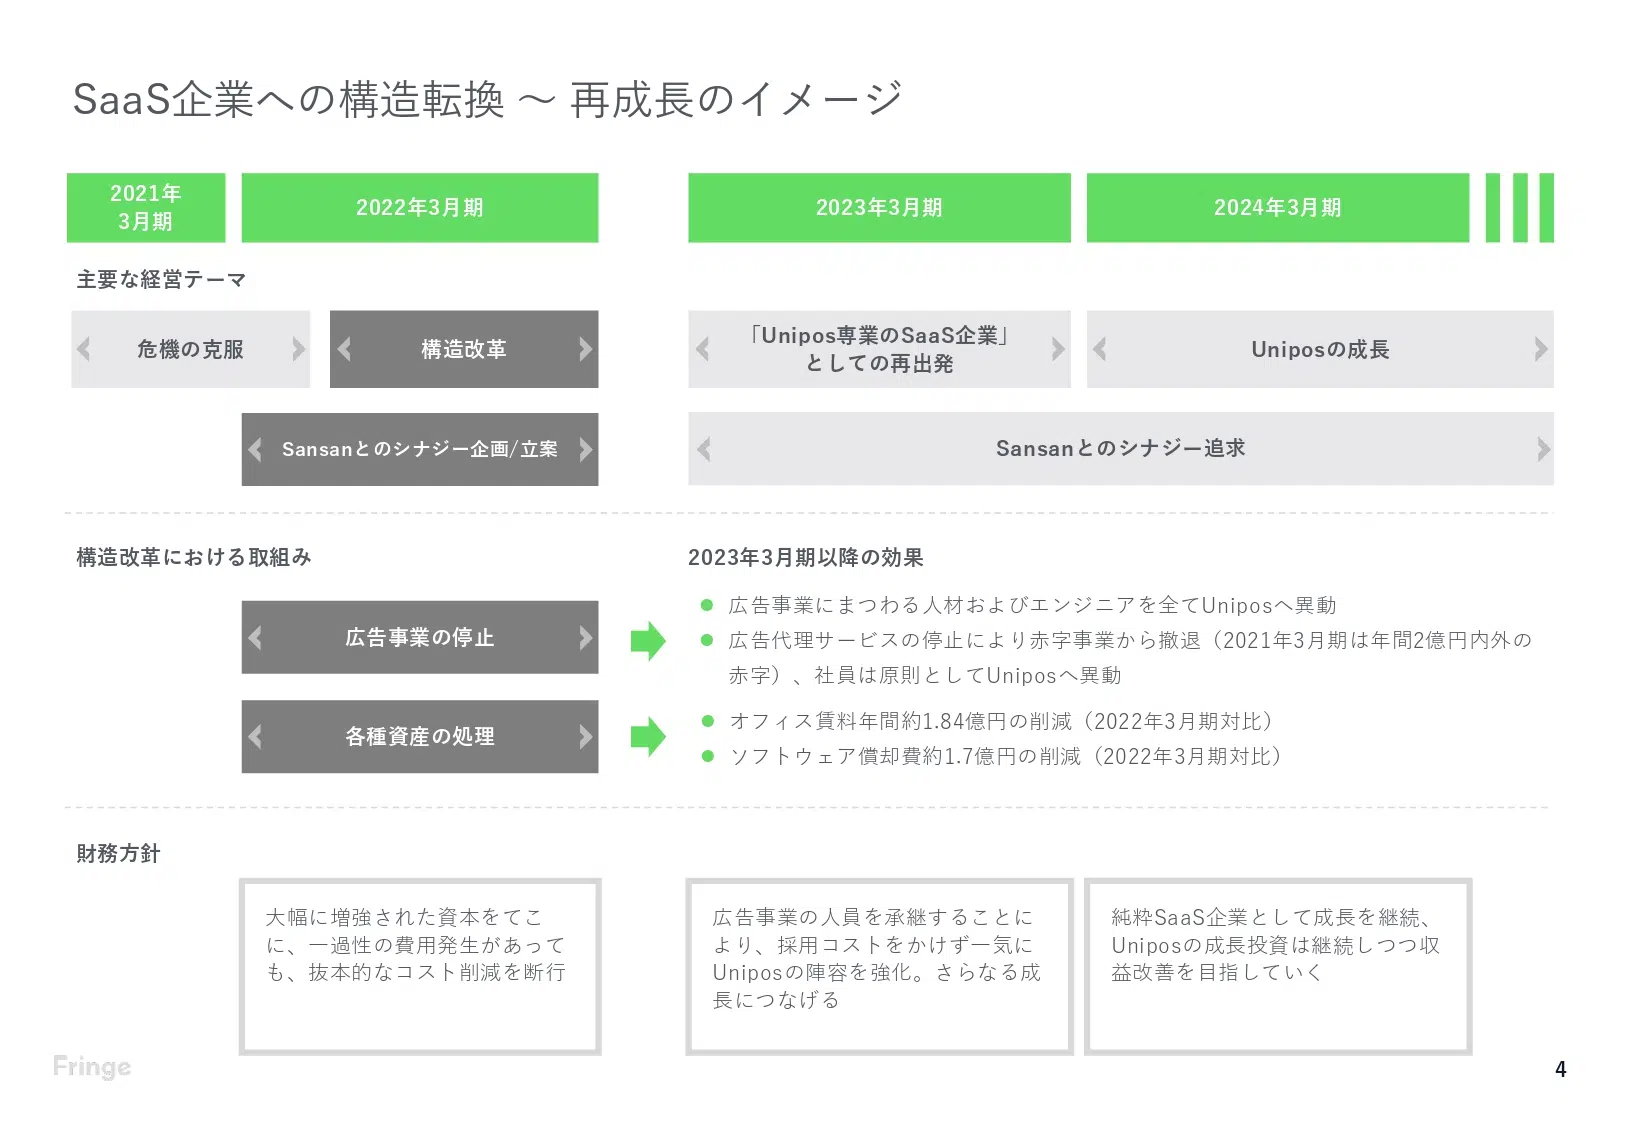 SaaS企業への構造転換 ～ 再成長のイメージ
2021年
3月期
2022年3月期
2023年3月期
2024年3月期
主要な経営テーマ
危機の克服
構造改革
「Unipos専業のSaaS企業」
としての再出発
Uniposの成長
Sansanとのシナジー企画/立案
Sansanとのシナジー追求
構造改革における取組み
2023年3月期以降の効果
広告事業の停止
● 広告事業にまつわる人材およびエンジニアを全てUniposへ異動
● 広告代理サービスの停止により赤字事業から撤退（2021年3月期は年間2億円内外の
赤字）、社員は原則としてUniposへ異動
各種資産の処理
● オフィス賃料年間約1.84億円の削減（2022年3月期対比）
● ソフトウェア償却費約1.7億円の削減（2022年3月期対比）
財務方針
大幅に増強された資本をてこ
に、一過性の費用発生があって
も、抜本的なコスト削減を断行
広告事業の人員を承継することに
より、採用コストをかけず一気に
Uniposの陣容を強化。さらなる成
長につなげる
純粋SaaS企業として成長を継続、
Uniposの成長投資は継続しつつ収
益改善を目指していく
Fringe
4